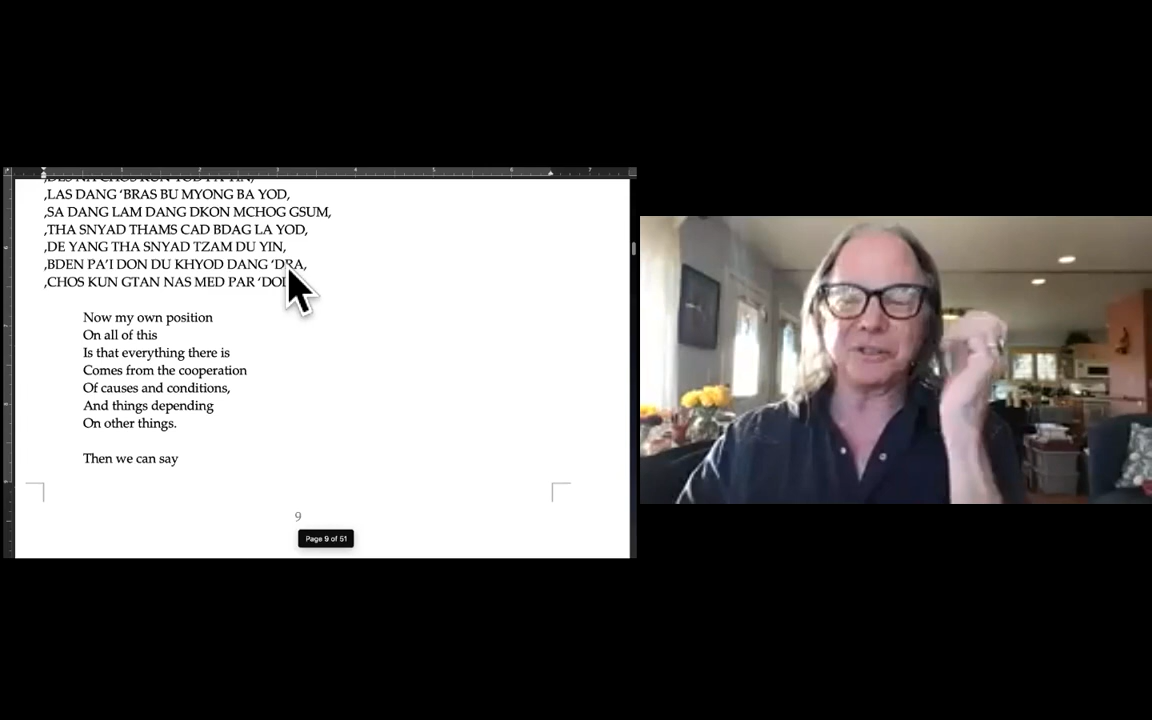 ,LAS DANG ‘BRAS BU MYONG BA YOD,
,SA DANG LAM DANG DKON MCHOG GSUM,
,THA SNYAD THAMS CAD BDAG LA YOD,
,DE YANG THA SNYAD TZAM DU YIN,
,BDEN PA’I DON DU KHYOD DANG ‘DRA,
,CHOS KUN GTAN NAS MED PAR
Now my own position
On all of this
Is that everything there is
Comes from the cooperation
Of causes and conditions,
And things depending
On other things.
Then we can say
9
Page 9 of 51